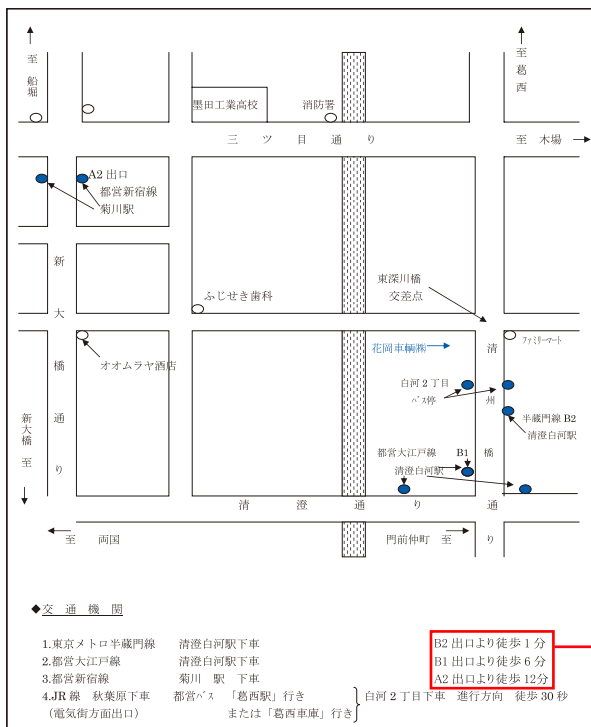 至 船堀
至 葛西
墨田工業高校
消防署
三ツ目通り
至 木場
A2 出口
都営新宿線
菊川駅
新大橋通り
東深川橋
交差点
ふじせき歯科
オオムラヤ酒店
花岡車輌㈱
清州橋通り
ファミリーマート
白河 2 丁目
バス停
半蔵門線 B2
清澄白河駅
都営大江戸線 B1
清澄白河駅
新大橋 至
清澄通り
至 両国
門前仲町 至
◆交 通 機 関
1.東京メトロ半蔵門線 清澄白河駅下車 B2 出口より徒歩 1 分
2.都営大江戸線 清澄白河駅下車 B1 出口より徒歩 6 分
3.都営新宿線 菊川 駅 下車 A2 出口より徒歩 12分
4.JR 線 秋葉原下車 都営バス 「葛西駅」行き 白河 2 丁目下車 進行方向 徒歩 30 秒
(電気街方面出口) または「葛西車庫」行き